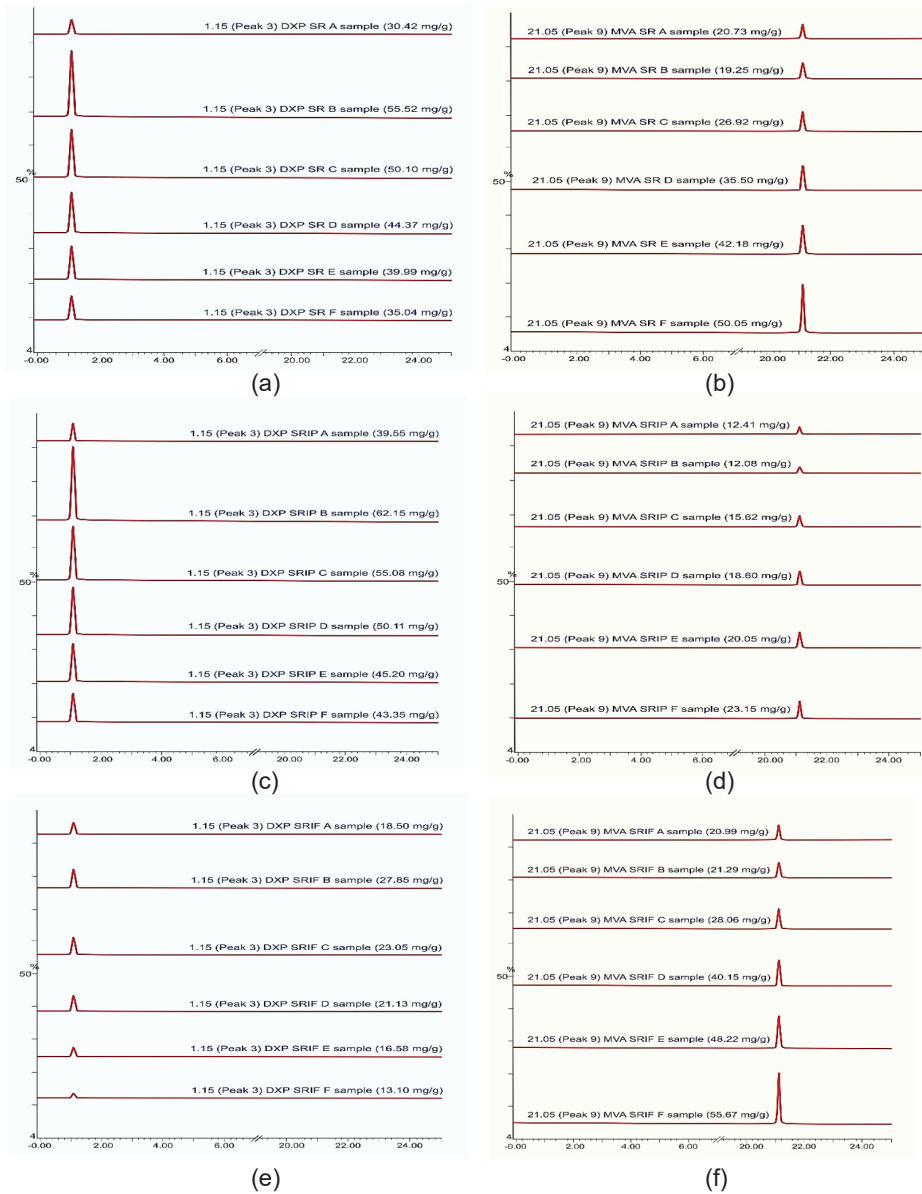 1.15 (Peak 3) DXP SR A sample (30.42 mg/g)
1.15 (Peak 3) DXP SR B sample (55.52 mg/g)
1.15 (Peak 3) DXP SR C sample (50.10 mg/g)
%
50
1.15 (Peak 3) DXP SR D sample (44.37 mg/g)
1.15 (Peak 3) DXP SR E sample (39.99 mg/g)
1.15 (Peak 3) DXP SR F sample (35.04 mg/g)
4
-0.00 2.00 4.00 6.00 20.00 22.00 24.00
(a)
21.05 (Peak 9) MVA SR A sample (20.73 mg/g)
21.05 (Peak 9) MVA SR B sample (19.25 mg/g)
21.05 (Peak 9) MVA SR C sample (26.92 mg/g)
%
50
21.05 (Peak 9) MVA SR D sample (35.50 mg/g)
21.05 (Peak 9) MVA SR E sample (42.18 mg/g)
21.05 (Peak 9) MVA SR F sample (50.05 mg/g)
4
-0.00 2.00 4.00 6.00 20.00 22.00 24.00
(b)
1.15 (Peak 3) DXP SRIP A sample (39.55 mg/g)
1.15 (Peak 3) DXP SRIP B sample (62.15 mg/g)
1.15 (Peak 3) DXP SRIP C sample (55.08 mg/g)
%
50
1.15 (Peak 3) DXP SRIP D sample (50.11 mg/g)
1.15 (Peak 3) DXP SRIP E sample (45.20 mg/g)
1.15 (Peak 3) DXP SRIP F sample (43.35 mg/g)
4
-0.00 2.00 4.00 6.00 20.00 22.00 24.00
(c)
21.05 (Peak 9) MVA SRIP A sample (12.41 mg/g)
21.05 (Peak 9) MVA SRIP B sample (12.08 mg/g)
21.05 (Peak 9) MVA SRIP C sample (15.62 mg/g)
%
50
21.05 (Peak 9) MVA SRIP D sample (18.60 mg/g)
21.05 (Peak 9) MVA SRIP E sample (20.05 mg/g)
21.05 (Peak 9) MVA SRIP F sample (23.15 mg/g)
4
-0.00 2.00 4.00 6.00 20.00 22.00 24.00
(d)
1.15 (Peak 3) DXP SRIF A sample (18.50 mg/g)
1.15 (Peak 3) DXP SRIF B sample (27.85 mg/g)
1.15 (Peak 3) DXP SRIF C sample (23.05 mg/g)
%
50
1.15 (Peak 3) DXP SRIF D sample (21.13 mg/g)
1.15 (Peak 3) DXP SRIF E sample (16.58 mg/g)
1.15 (Peak 3) DXP SRIF F sample (13.10 mg/g)
4
-0.00 2.00 4.00 6.00 20.00 22.00 24.00
(e)
21.05 (Peak 9) MVA SRIF A sample (20.99 mg/g)
21.05 (Peak 9) MVA SRIF B sample (21.29 mg/g)
21.05 (Peak 9) MVA SRIF C sample (28.06 mg/g)
%
50
21.05 (Peak 9) MVA SRIF D sample (40.15 mg/g)
21.05 (Peak 9) MVA SRIF E sample (48.22 mg/g)
21.05 (Peak 9) MVA SRIF F sample (55.67 mg/g)
4
-0.00 2.00 4.00 6.00 20.00 22.00 24.00
(f)